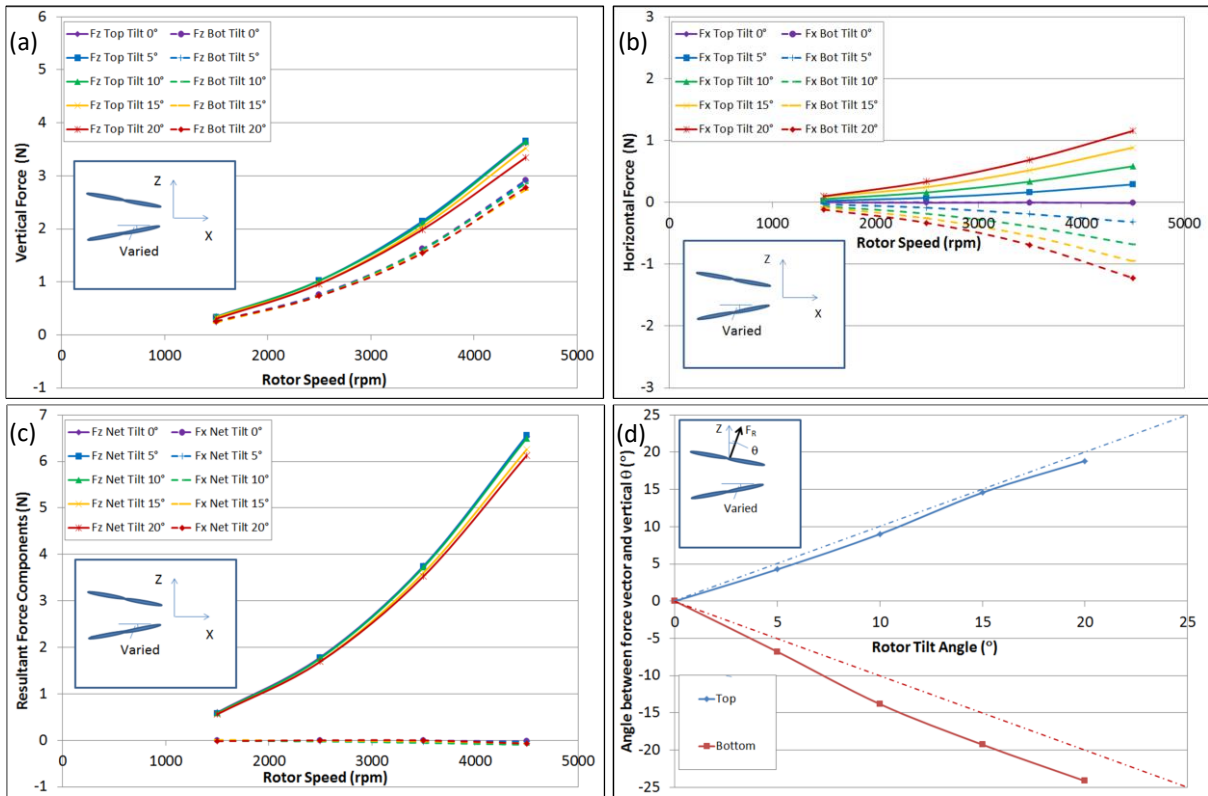 (a)
6
5
4
3
2
1
0
-1
Vertical Force (N)
Fz Top Tilt 0° Fz Bot Tilt 0°
Fz Top Tilt 5° Fz Bot Tilt 5°
Fz Top Tilt 10° Fz Bot Tilt 10°
Fz Top Tilt 15° Fz Bot Tilt 15°
Fz Top Tilt 20° Fz Bot Tilt 20°
Z
X
Varied
0 1000 2000 3000 4000 5000
Rotor Speed (rpm)
(b)
3
2
1
0
-1
-2
-3
Horizontal Force (N)
Fx Top Tilt 0° Fx Bot Tilt 0°
Fx Top Tilt 5° Fx Bot Tilt 5°
Fx Top Tilt 10° Fx Bot Tilt 10°
Fx Top Tilt 15° Fx Bot Tilt 15°
Fx Top Tilt 20° Fx Bot Tilt 20°
0 1000 2000 3000 4000 5000
Rotor Speed (rpm)
Z
X
Varied
(c)
7
6
5
4
3
2
1
0
-1
Resultant Force Components (N)
Fz Net Tilt 0° Fx Net Tilt 0°
Fz Net Tilt 5° Fx Net Tilt 5°
Fz Net Tilt 10° Fx Net Tilt 10°
Fz Net Tilt 15° Fx Net Tilt 15°
Fz Net Tilt 20° Fx Net Tilt 20°
Z
X
Varied
0 1000 2000 3000 4000 5000
Rotor Speed (rpm)
(d)
25
20
15
10
5
0
-5
-10
-15
-20
-25
Angle between force vector and vertical θ (°)
Z FR
θ
Varied
0 5 10 15 20 25
Rotor Tilt Angle (°)
Top
Bottom